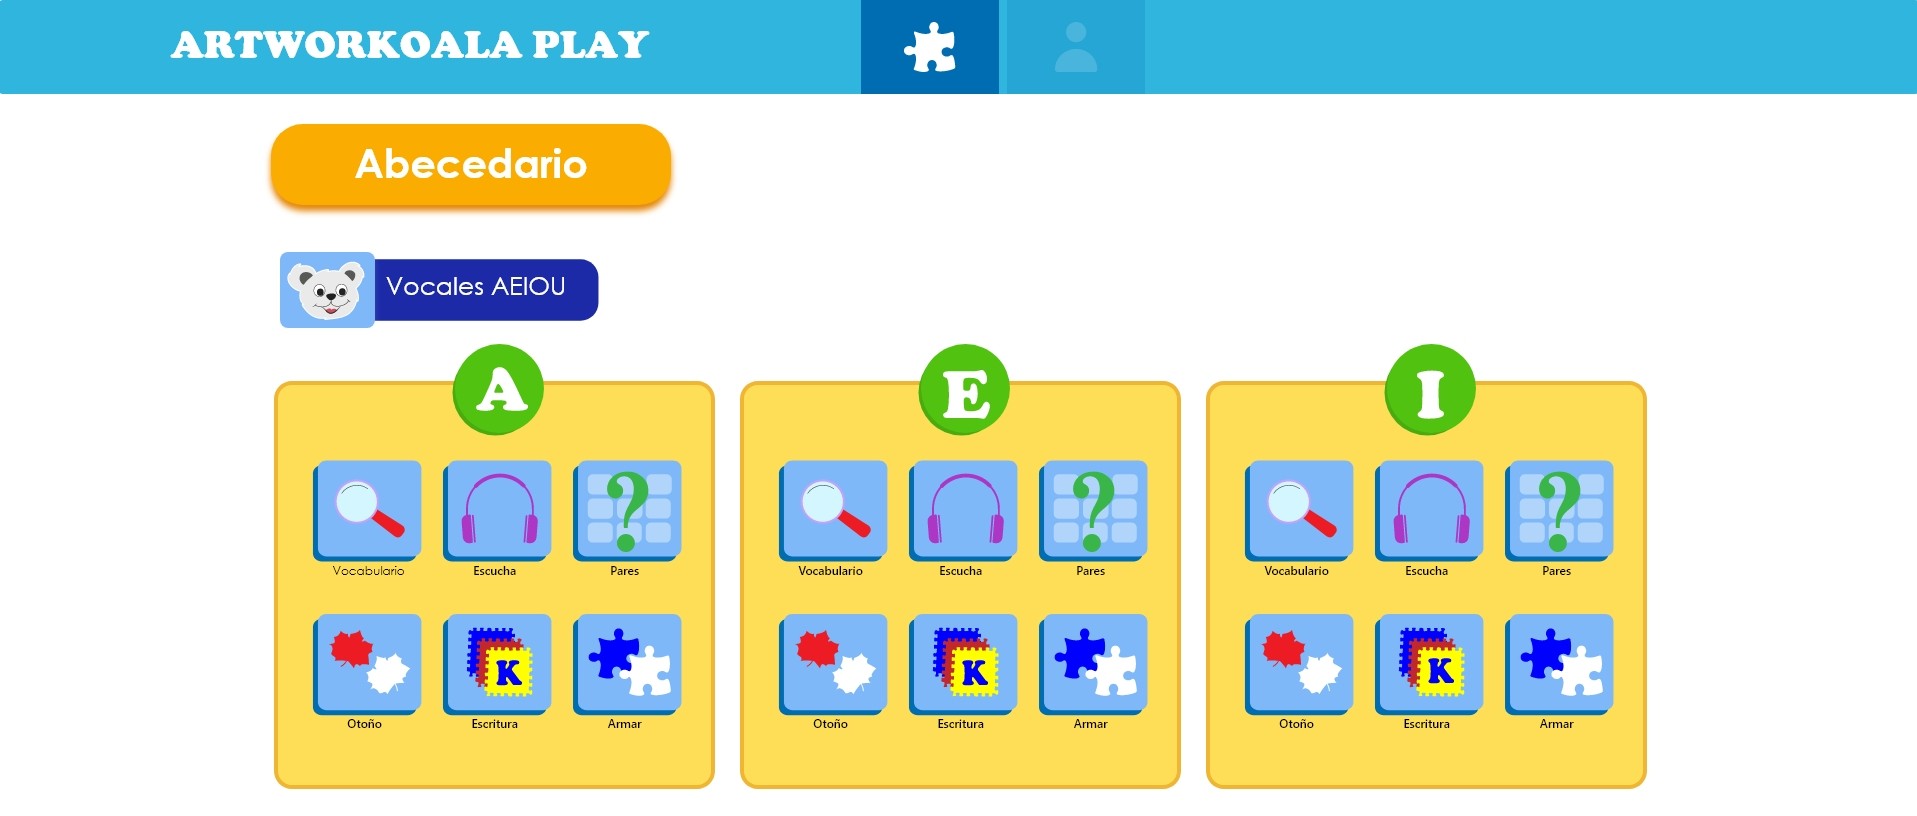 ARTWORKOALA PLAY
Abecedario
Vocales AEIOU
A
Vocabulario Escucha Pares
K
Otoño Escritura Armar
E
Vocabulario Escucha Pares
K
Otoño Escritura Armar
I
Vocabulario Escucha Pares
K
Otoño Escritura Armar